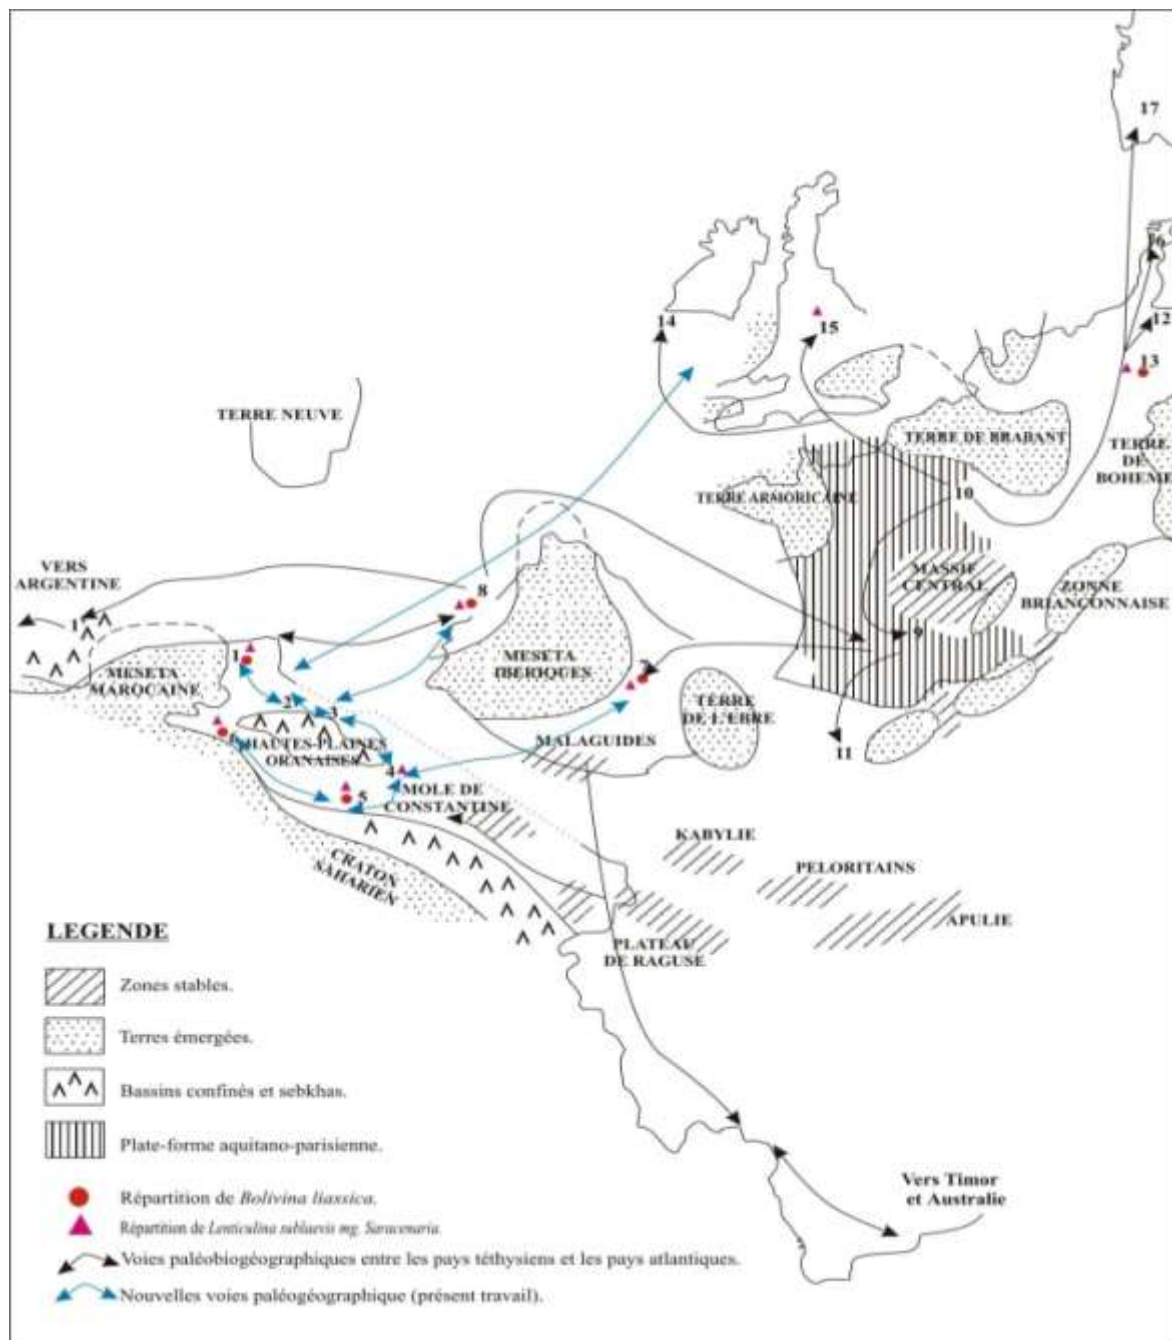 17
16
12
14
15
13
TERRE NEUVE
TERRE DE BRABANT
TERRE
DE
BOHEME
TERRE ARMORICAINE
10
VERS
ARGENTINE
MASSIF
CENTRAL
ZONNE
BRIANÇONNAISE
8
1
9
1
MESETA
MAROCAINE
MESETA
IBERIQUES
7
2
3
TERRE
DE L'EBRE
6
HAUTES-PLAINES
ORANAISES
MALAGUIDES
11
4
5
MOLE DE
CONSTANTINE
KABYLIE
PELORITAINS
CRATON
SAHARIEN
APULIE
PLATEAU
DE RAGUSE
LEGENDE
Zones stables.
Terres émergées.
Bassins confinés et sebkhas.
Plate-forme aquitano-parisienne.
Répartition de Bolivina liassica.
Répartition de Lenticulina sublaevis mg. Saracenaria.
Voies paléobiogéographiques entre les pays téthysiens et les pays atlantiques.
Nouvelles voies paléogéographique (présent travail).
Vers Timor
et Australie